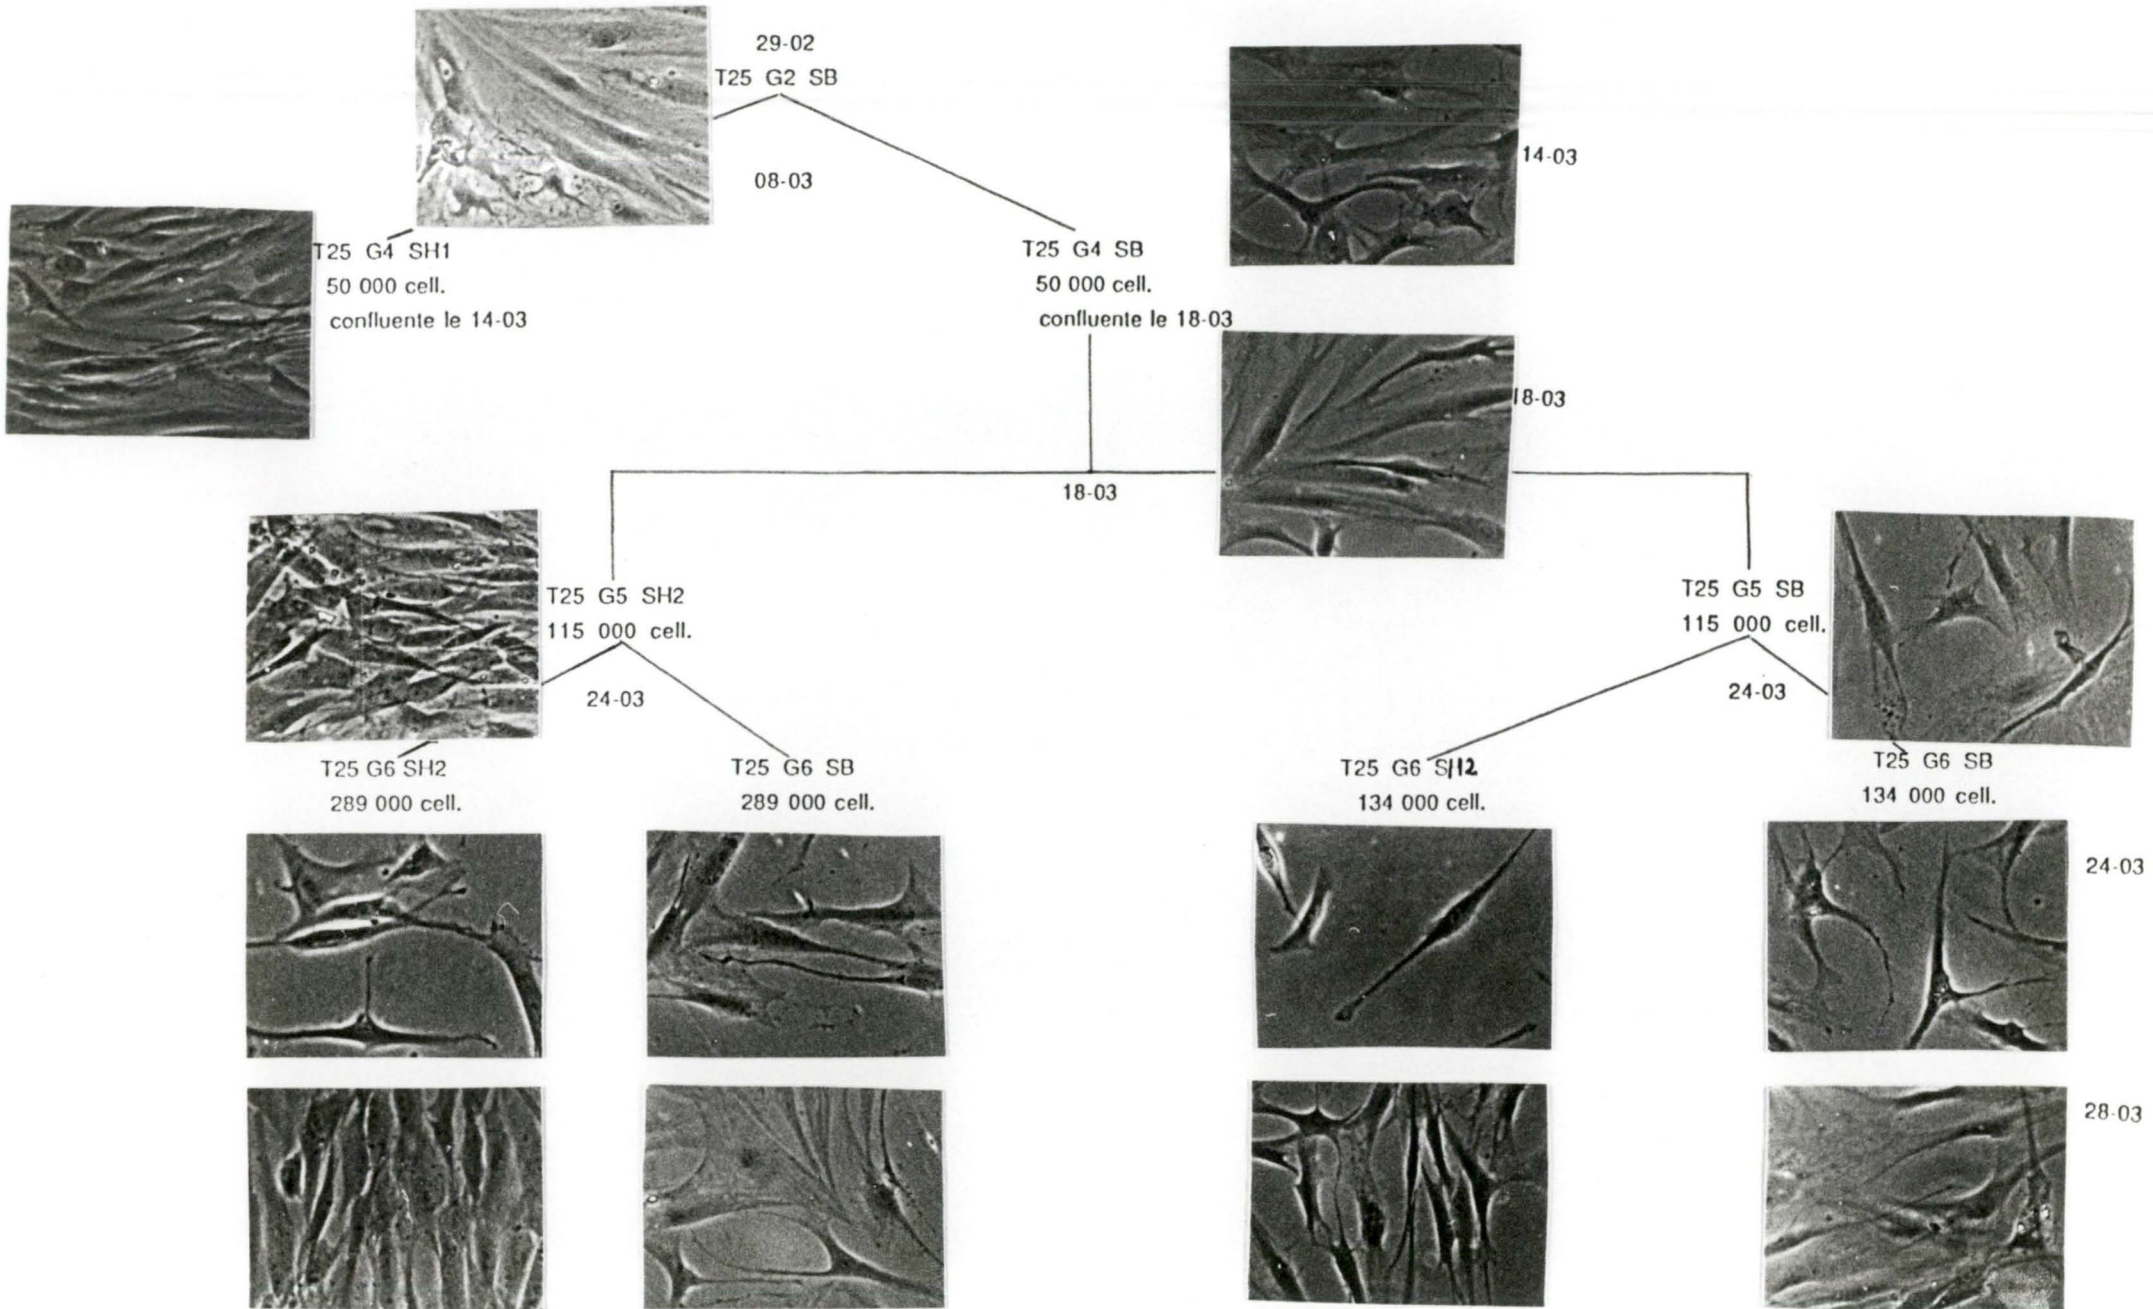 29-02
T25 G2 SB
14-03
08-03
T25 G4 SH1
50 000 cell.
confluente le 14-03
T25 G4 SB
50 000 cell.
confluente le 18-03
18-03
18-03
T25 G5 SH2
115 000 cell.
24-03
T25 G5 SB
115 000 cell.
24-03
T25 G6 SH2
289 000 cell.
T25 G6 SB
289 000 cell.
T25 G6 SH2
134 000 cell.
T25 G6 SB
134 000 cell.
24-03
28-03